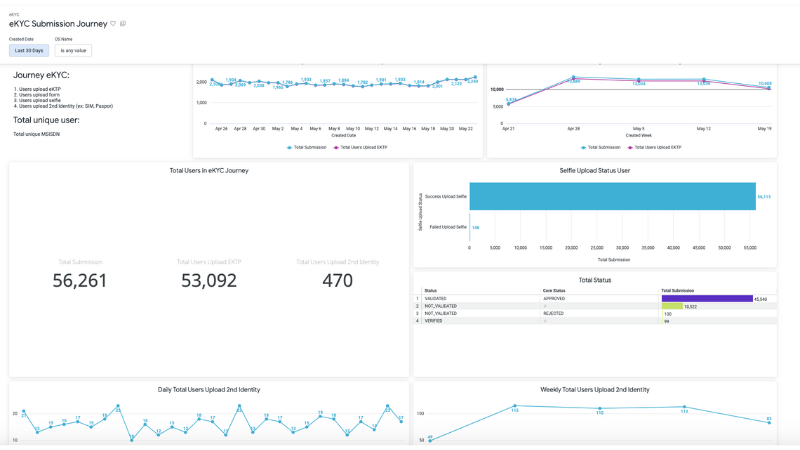 eKYC
eKYC Submission Journey
Created Date
OS Name
Last 30 Days
is any value
Journey eKYC:
1. Users upload eKTP
2. Users upload form
3. Users upload selfie
4. Users upload 2nd Identity (ex: SIM, Paspor)
Total unique user:
Total unique MSISDN
2,000
1,000
0
Apr 26 Apr 28 Apr 30 May 2 May 4 May 6 May 8 May 10 May 12 May 14 May 16 May 18 May 20 May 22
Created Date
Total Submission Total Users Upload EKTP
10,000
5,000
0
Apr 21 Apr 28 May 5 May 12 May 19
Created Week
Total Submission Total Users Upload EKTP
Total Users in eKYC Journey
Total Submission
56,261
Total Users Upload EKTP
53,092
Total Users Upload 2nd Identity
470
Selfie Upload Status User
Selfie Upload Status
Success Upload Selfie
56,115
Failed Upload Selfie
146
0 5,000 10,000 15,000 20,000 25,000 30,000 35,000 40,000 45,000 50,000 55,000
Total Submission
Total Status
Status Core Status Total Submission
1 VALIDATED APPROVED 45,540
2 NOT_VALIDATED 10,522
3 NOT_VALIDATED REJECTED 100
4 VERIFIED 99
Daily Total Users Upload 2nd Identity
20
10
Weekly Total Users Upload 2nd Identity
100
50
49
115
110
113
83